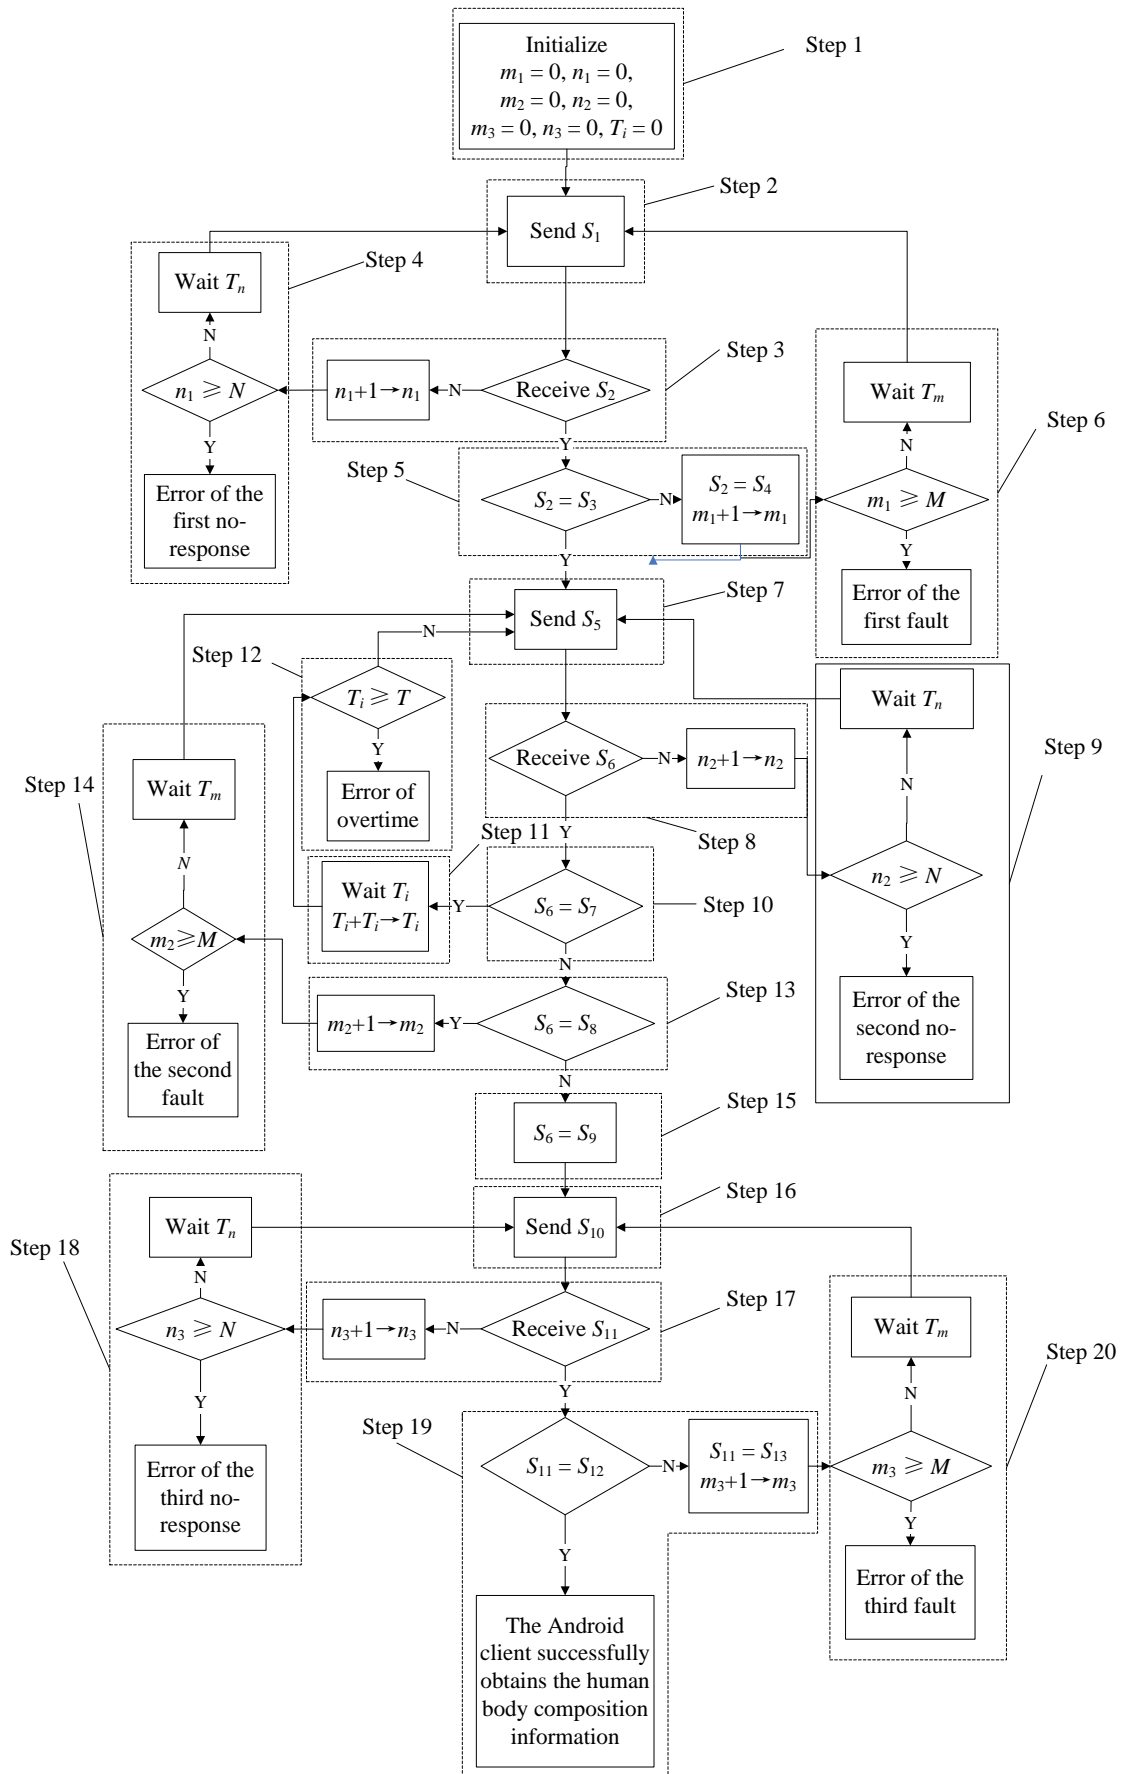 Initialize
m1 = 0, n1 = 0,
m2 = 0, n2 = 0,
m3 = 0, n3 = 0, Ti = 0
Step 1
Step 2
Send S1
Step 4
Wait Tn
N
n1 ⩾ N
Y
Error of the
first no-
response
Step 3
Receive S2
N
n1+1→n1
Y
Step 5
S2 = S3
N
S2 = S4
m1+1→m1
Y
Step 6
Wait Tm
N
m1 ⩾ M
Y
Error of the
first fault
Step 7
Send S5
N
Step 12
Ti ⩾ T
Y
Error of
overtime
Receive S6
N
n2+1→n2
Step 8
Y
Step 9
Wait Tn
N
n2 ⩾ N
Y
Error of the
second no-
response
Step 11
Wait Ti
Ti+Ti→Ti
Y
S6 = S7
Step 10
N
Step 14
Wait Tm
N
m2⩾M
Y
Error of
the second
fault
Step 13
m2+1→m2
Y
S6 = S8
N
Step 15
S6 = S9
Step 16
Send S10
Step 18
Wait Tn
N
n3 ⩾ N
Y
Error of the
third no-
response
Step 17
n3+1→n3
N
Receive S11
Y
Step 19
S11 = S12
N
S11 = S13
m3+1→m3
Y
Step 20
Wait Tm
N
m3 ⩾ M
Y
Error of the
third fault
The Android
client successfully
obtains the human
body composition
information